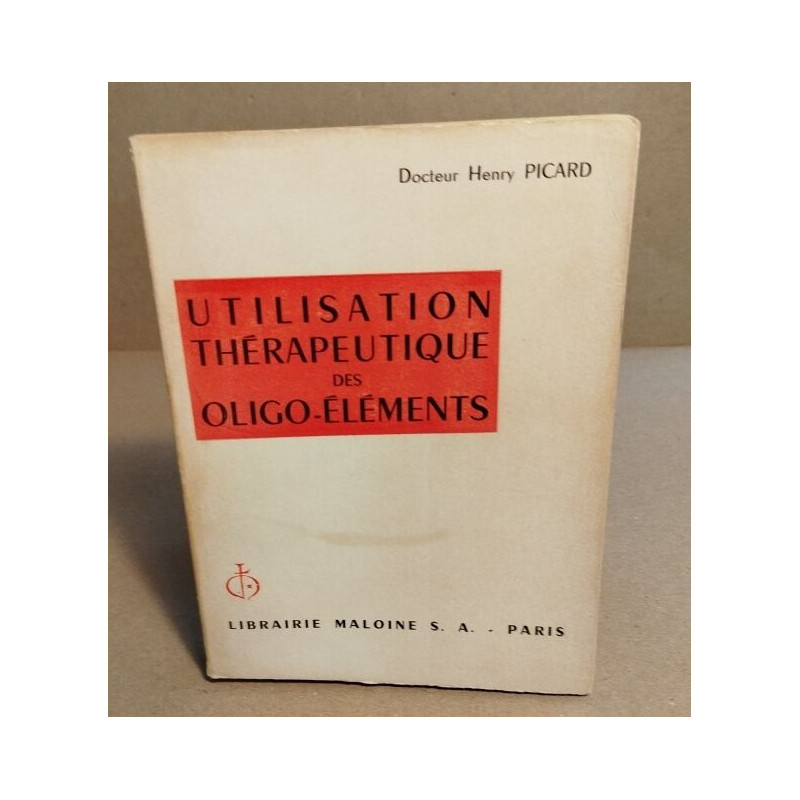 Docteur Henry PICARD
UTILISATION
THÉRAPEUTIQUE
DES
OLIGO-ÉLÉMENTS
LIBRAIRIE MALOINE S. A. - PARIS